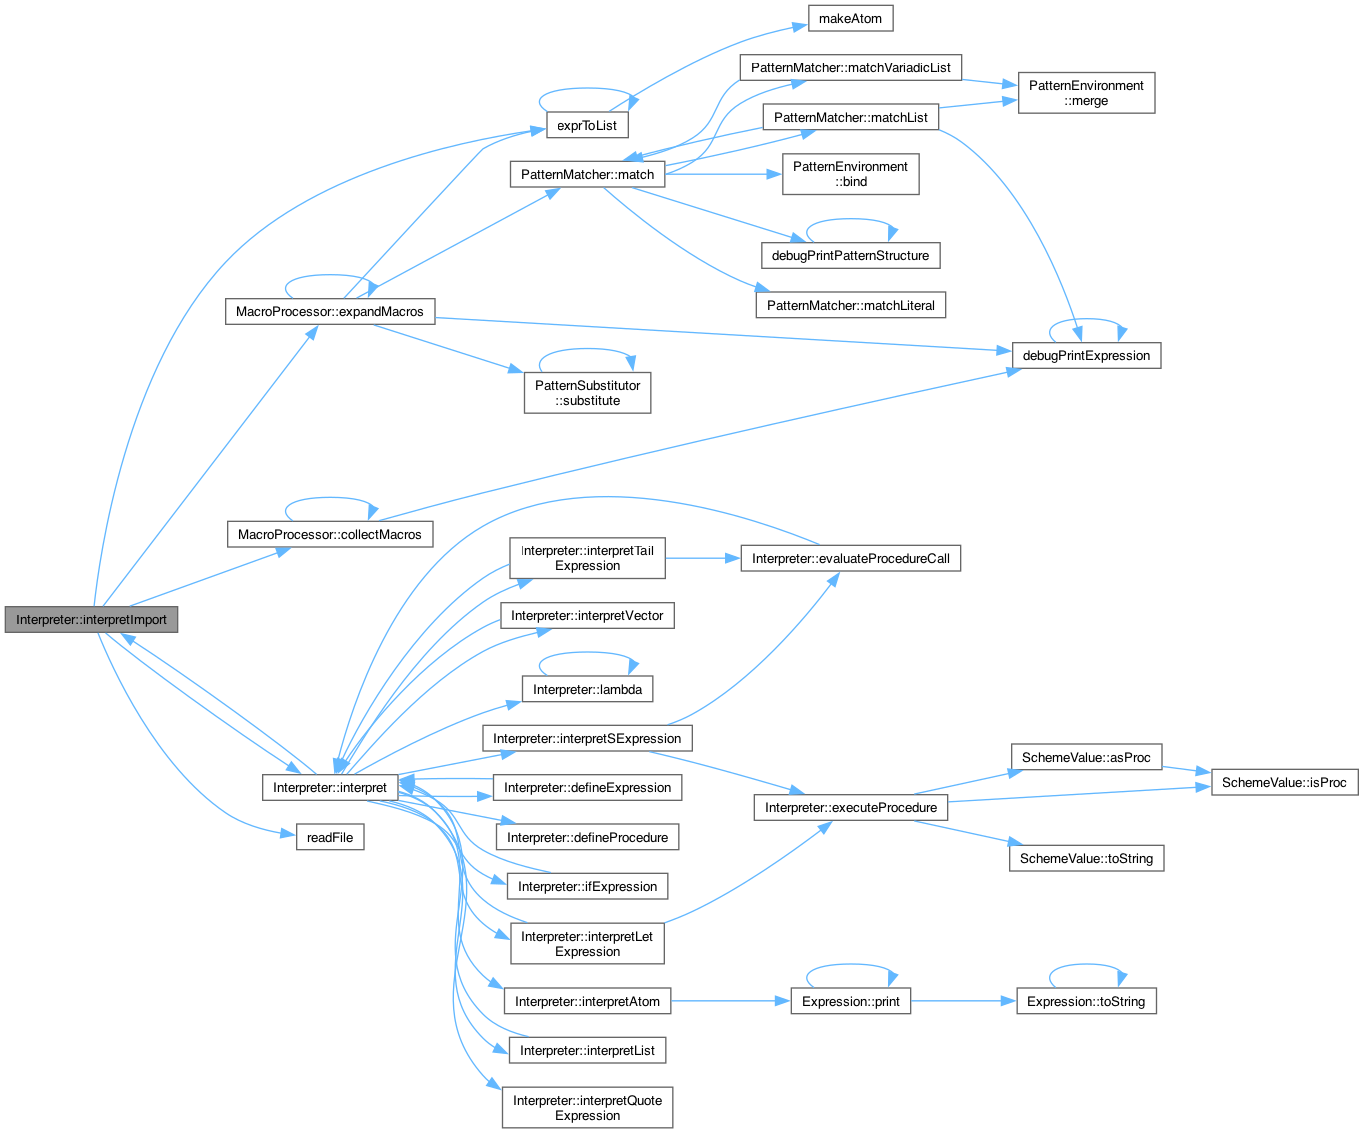 makeAtom
PatternMatcher::matchVariadicList
PatternEnvironment
::merge
exprToList
PatternMatcher::matchList
PatternMatcher::match
PatternEnvironment
::bind
debugPrintPatternStructure
MacroProcessor::expandMacros
PatternMatcher::matchLiteral
debugPrintExpression
PatternSubstitutor
::substitute
MacroProcessor::collectMacros
Interpreter::interpretTail
Expression
Interpreter::evaluateProcedureCall
Interpreter::interpretImport
Interpreter::interpretVector
Interpreter::lambda
Interpreter::interpretSExpression
SchemeValue::asProc
SchemeValue::isProc
Interpreter::interpret
Interpreter::defineExpression
Interpreter::executeProcedure
readFile
Interpreter::defineProcedure
SchemeValue::toString
Interpreter::ifExpression
Interpreter::interpretLet
Expression
Interpreter::interpretAtom
Expression::print
Expression::toString
Interpreter::interpretList
Interpreter::interpretQuote
Expression